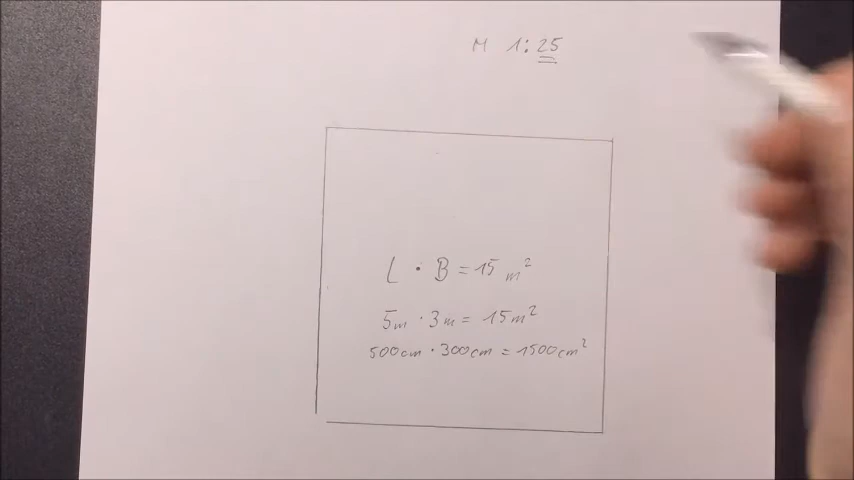 M 1:25
L · B = 15 m²
5m · 3m = 15m²
500cm · 300cm = 1500cm²